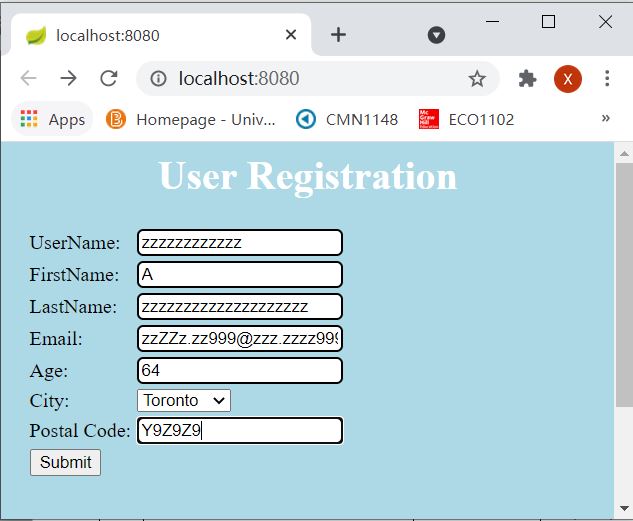 localhost:8080
localhost:8080
X
Apps
Homepage - Univ...
CMN1148
Mc Graw Hill Education
ECO1102
»
User Registration
UserName: zzzzzzzzzzzz
FirstName: A
LastName: zzzzzzzzzzzzzzzzzzzz
Email: zzZZz.zz999@zzz.zzzz999
Age: 64
City: Toronto
Postal Code: Y9Z9Z9
Submit